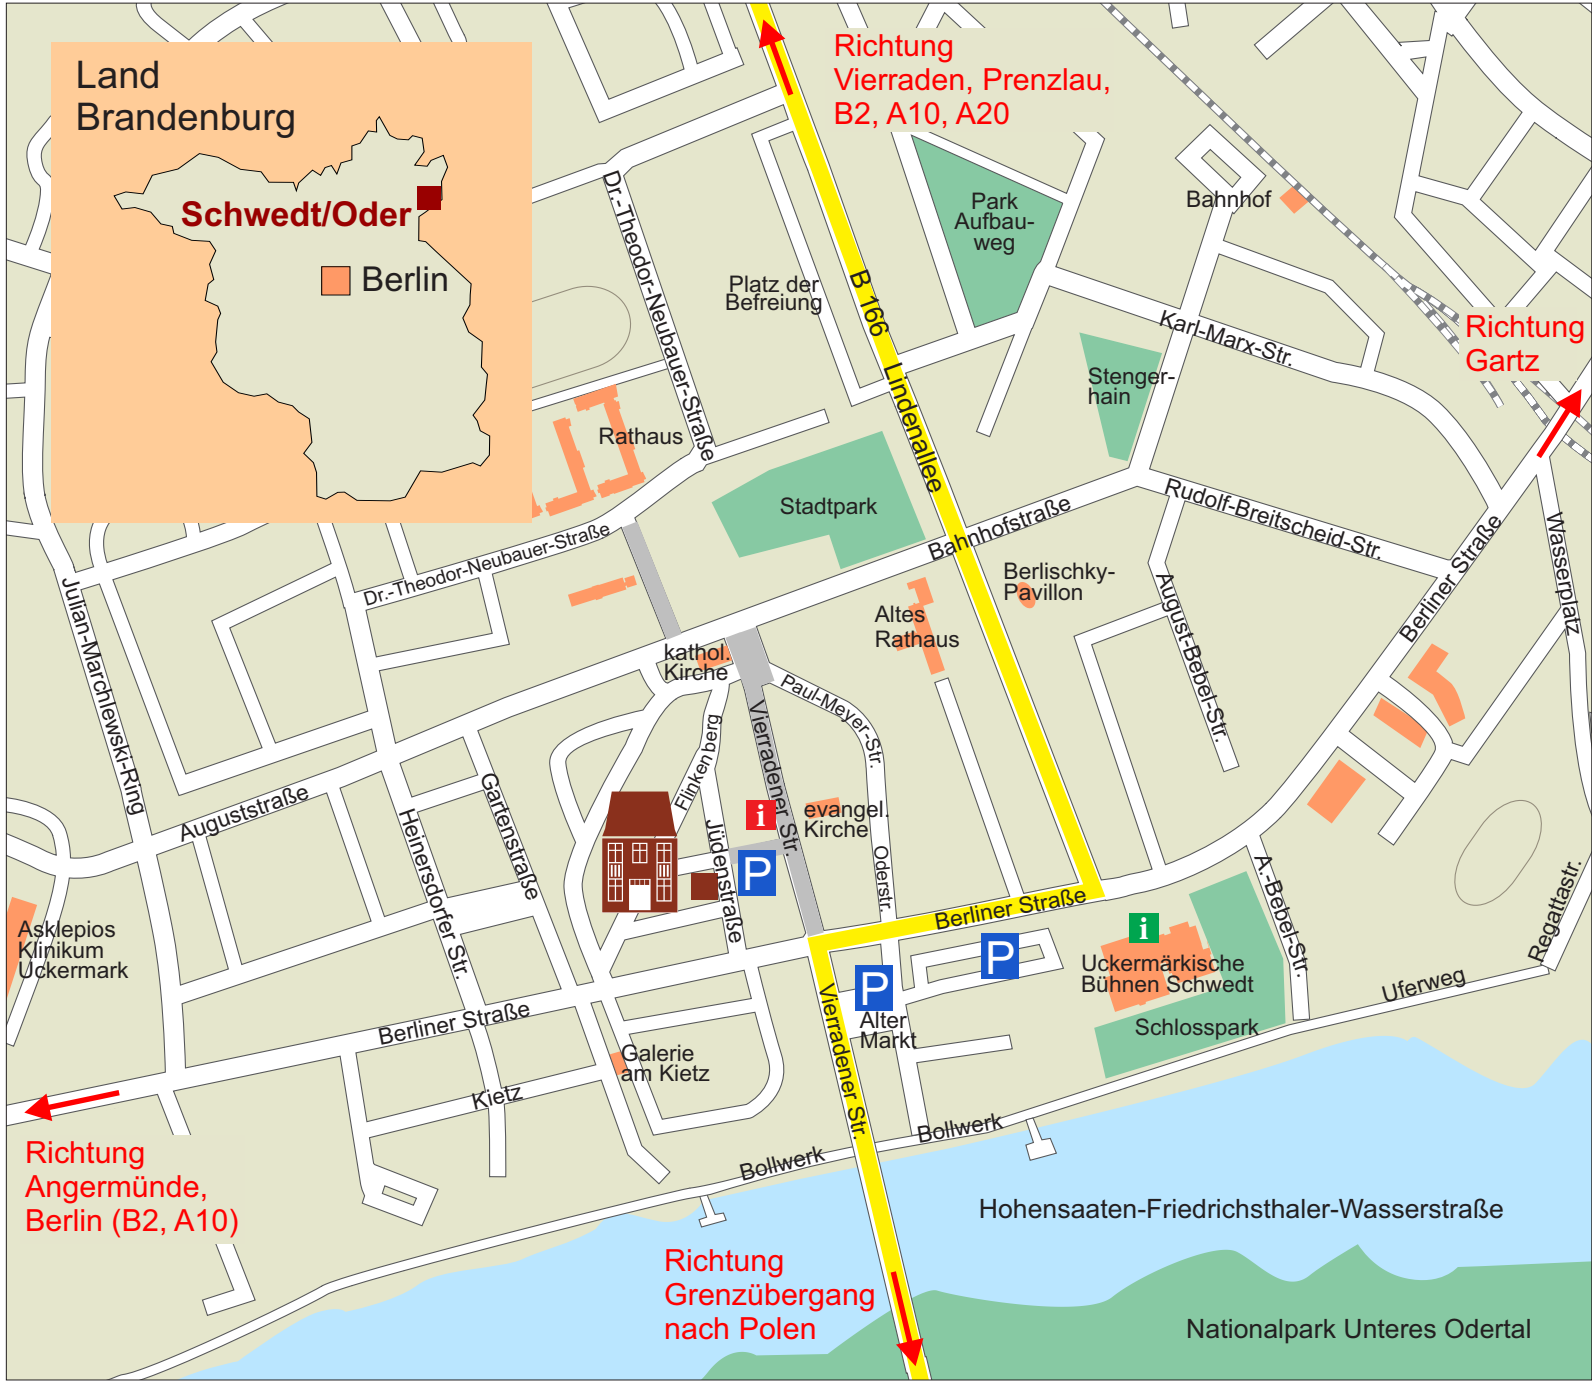 Land
Brandenburg
Schwedt/Oder
Berlin
Richtung
Vierraden, Prenzlau,
B2, A10, A20
Park
Aufbau-
weg
Bahnhof
Dr.-Theodor-Neubauer-Straße
Platz der
Befreiung
B 166
Lindenallee
Karl-Marx-Str.
Richtung
Gartz
Stenger-
hain
Rathaus
Stadtpark
Bahnhofstraße
Rudolf-Breitscheid-Str.
Wasserplatz
Berliner Straße
Dr.-Theodor-Neubauer-Straße
Julian-Marchlewski-Ring
Berlischky-
Pavillon
August-Bebel-Str.
Altes
Rathaus
kathol.
Kirche
Paul-Meyer-Str.
Vierradener Str.
Flinkenberg
Gartenstraße
Auguststraße
Heinersdorfer Str.
i
evangel.
Kirche
Jüdenstraße
P
Oderstr.
A.-Bebel-Str.
Regattastr.
Berliner Straße
Asklepios
Klinikum
Uckermark
i
P
Uckermärkische
Bühnen Schwedt
P
Uferweg
Vierradener Str.
Alter
Markt
Schlosspark
Berliner Straße
Galerie
am Kietz
Kietz
Bollwerk
Bollwerk
Richtung
Angermünde,
Berlin (B2, A10)
Hohensaaten-Friedrichsthaler-Wasserstraße
Richtung
Grenzübergang
nach Polen
Nationalpark Unteres Odertal